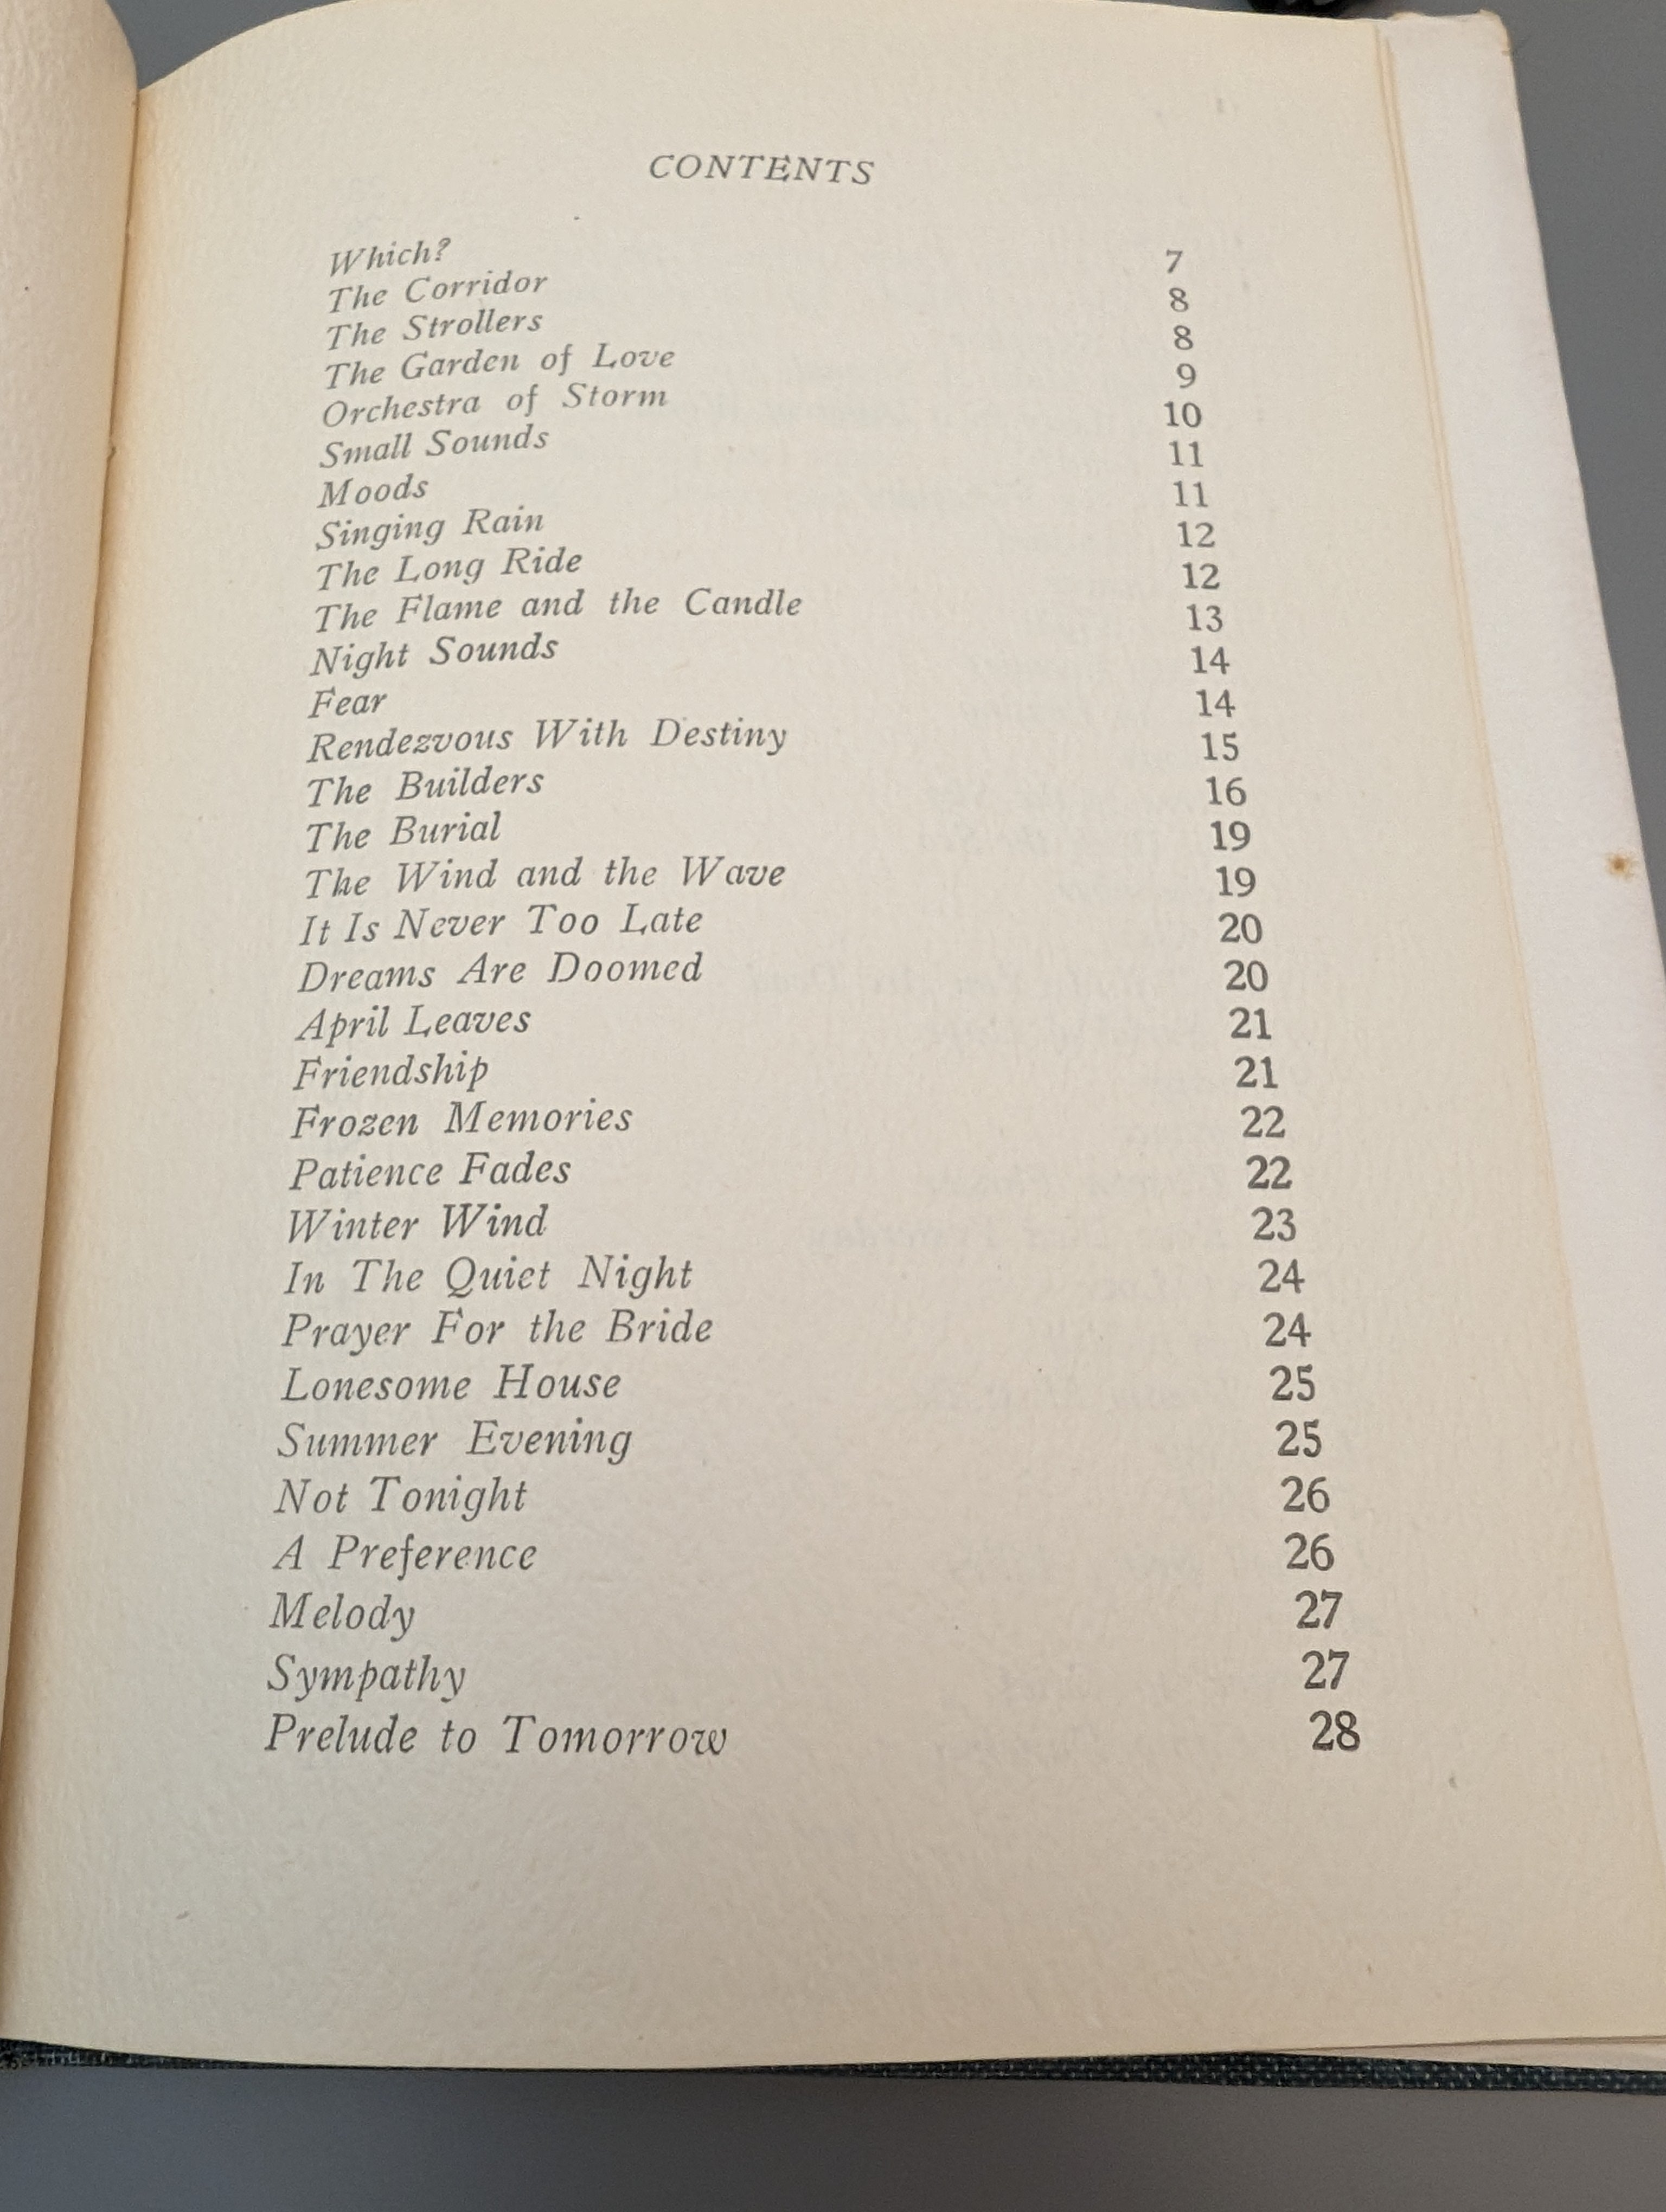 CONTENTS
Which? 7
The Corridor 8
The Strollers 8
The Garden of Love 9
Orchestra of Storm 10
Small Sounds 11
Moods 11
Singing Rain 12
The Long Ride 12
The Flame and the Candle 13
Night Sounds 14
Fear 14
Rendezvous With Destiny 15
The Builders 16
The Burial 19
The Wind and the Wave 19
It Is Never Too Late 20
Dreams Are Doomed 20
April Leaves 21
Friendship 21
Frozen Memories 22
Patience Fades 22
Winter Wind 23
In The Quiet Night 24
Prayer For the Bride 24
Lonesome House 25
Summer Evening 25
Not Tonight 26
A Preference 26
Melody 27
Sympathy 27
Prelude to Tomorrow 28